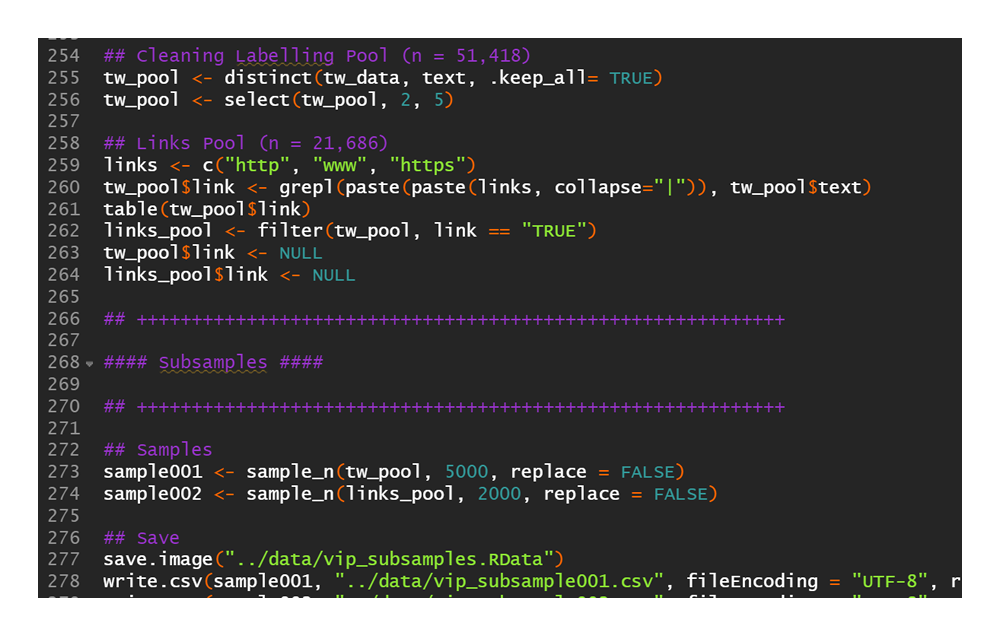 254 ## Cleaning Labelling Pool (n = 51,418)
255 tw_pool <- distinct(tw_data, text, .keep_all= TRUE)
256 tw_pool <- select(tw_pool, 2, 5)
257
258 ## Links Pool (n = 21,686)
259 links <- c("http", "www", "https")
260 tw_pool$link <- grepl(paste(paste(links, collapse="|")), tw_pool$text)
261 table(tw_pool$link)
262 links_pool <- filter(tw_pool, link == "TRUE")
263 tw_pool$link <- NULL
264 links_pool$link <- NULL
265
266 ## +++++++++++++++++++++++++++++++++++++++++++++++++++++++++++
267
268 #### Subsamples ####
269
270 ## +++++++++++++++++++++++++++++++++++++++++++++++++++++++++++
271
272 ## Samples
273 sample001 <- sample_n(tw_pool, 5000, replace = FALSE)
274 sample002 <- sample_n(links_pool, 2000, replace = FALSE)
275
276 ## Save
277 save.image("../data/vip_subsamples.RData")
278 write.csv(sample001, "../data/vip_subsample001.csv", fileEncoding = "UTF-8", r